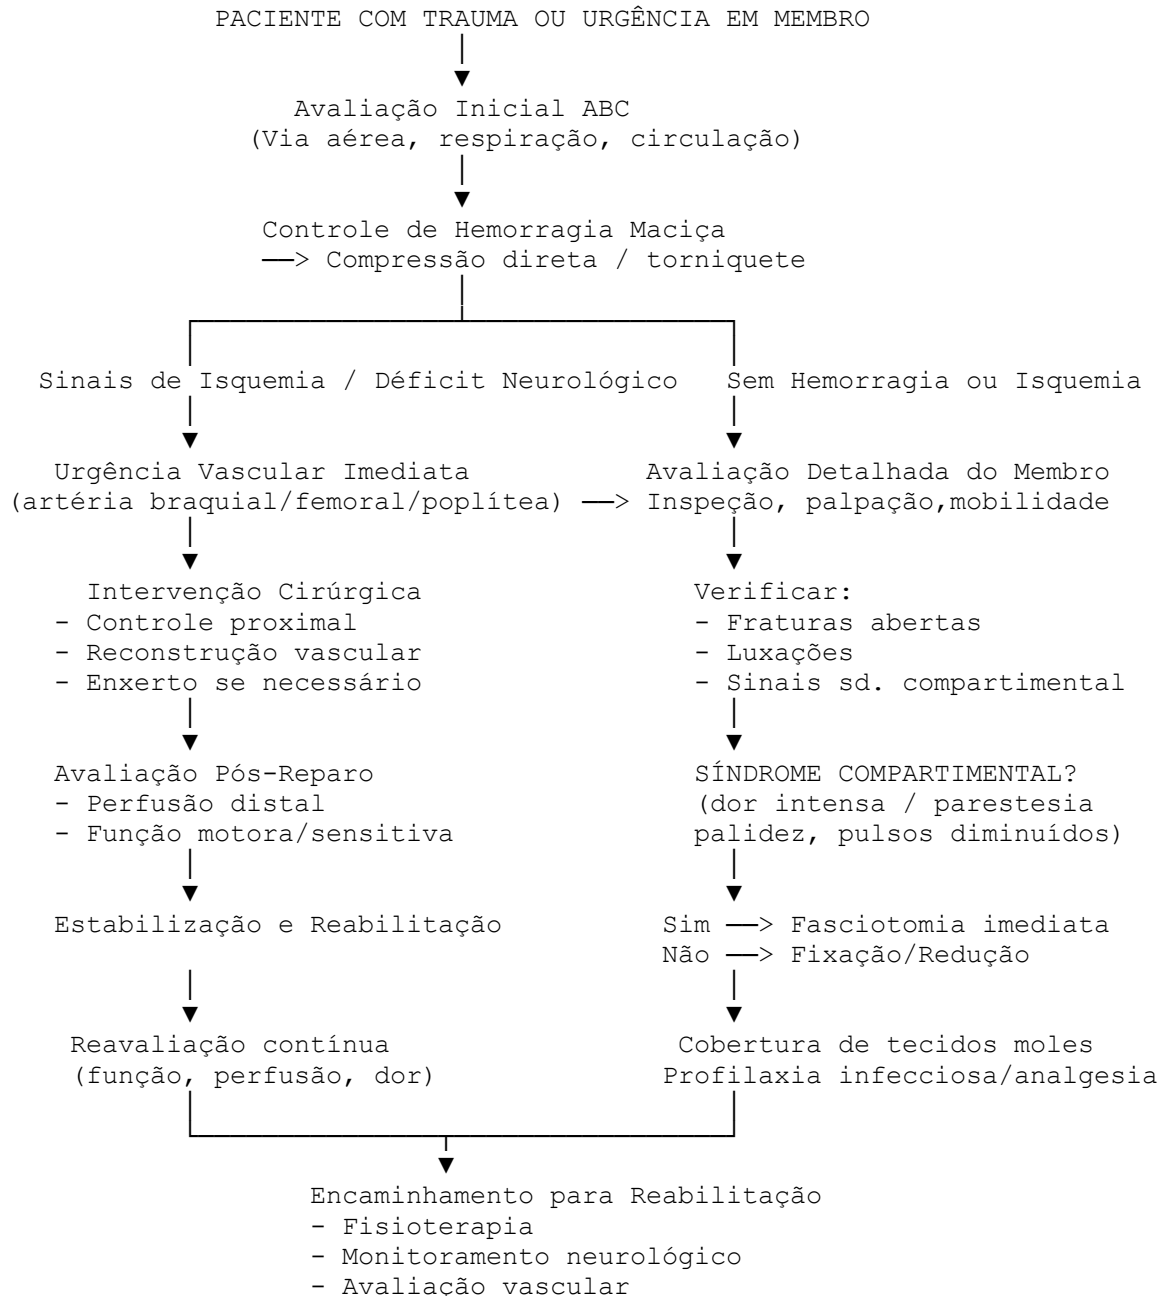 PACIENTE COM TRAUMA OU URGÊNCIA EM MEMBRO
Avaliação Inicial ABC
(Via aérea, respiração, circulação)
Controle de Hemorragia Maciça
──> Compressão direta / torniquete
Sinais de Isquemia / Déficit Neurológico
Urgência Vascular Imediata
(artéria braquial/femoral/poplítea) ──>
Intervenção Cirúrgica
- Controle proximal
- Reconstrução vascular
- Enxerto se necessário
Avaliação Pós-Reparo
- Perfusão distal
- Função motora/sensitiva
Estabilização e Reabilitação
Reavaliação contínua
(função, perfusão, dor)
Sem Hemorragia ou Isquemia
Avaliação Detalhada do Membro
Inspeção, palpação,mobilidade
Verificar:
- Fraturas abertas
- Luxações
- Sinais sd. compartimental
SÍNDROME COMPARTIMENTAL?
(dor intensa / parestesia
palidez, pulsos diminuídos)
Sim ──> Fasciotomia imediata
Não ──> Fixação/Redução
Cobertura de tecidos moles
Profilaxia infecciosa/analgesia
Encaminhamento para Reabilitação
- Fisioterapia
- Monitoramento neurológico
- Avaliação vascular